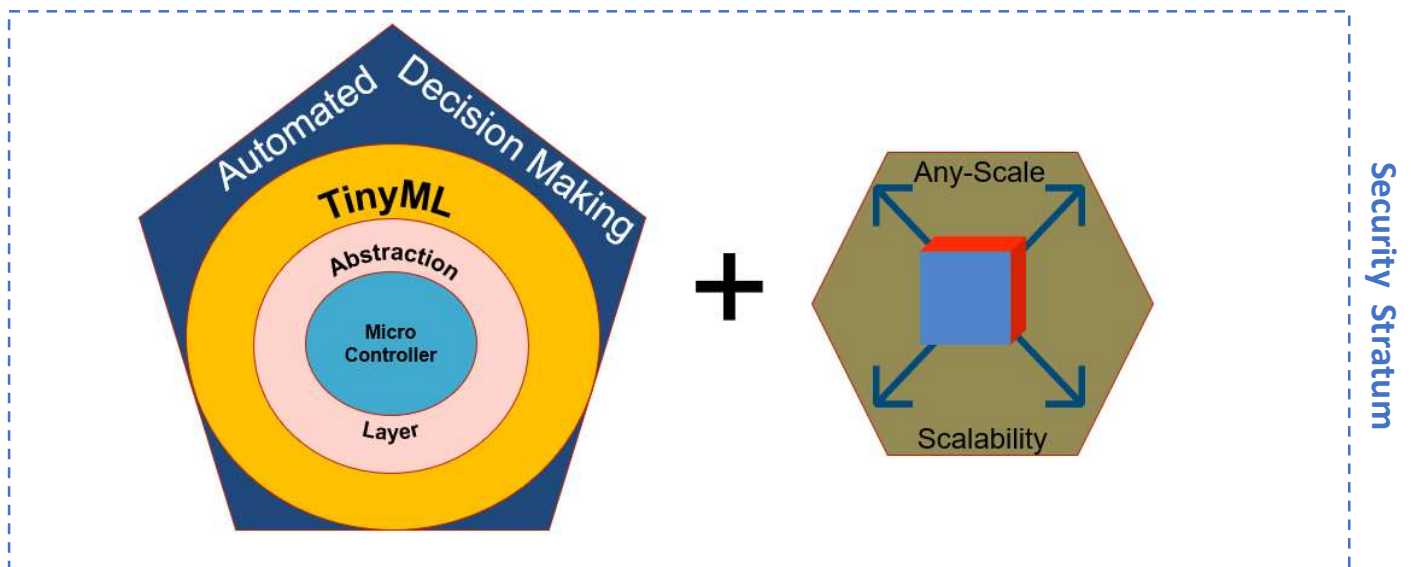 Automated Decision Making
TinyML
Abstraction
Micro
Controller
Layer
+
Any-Scale
Scalability
Security Stratum